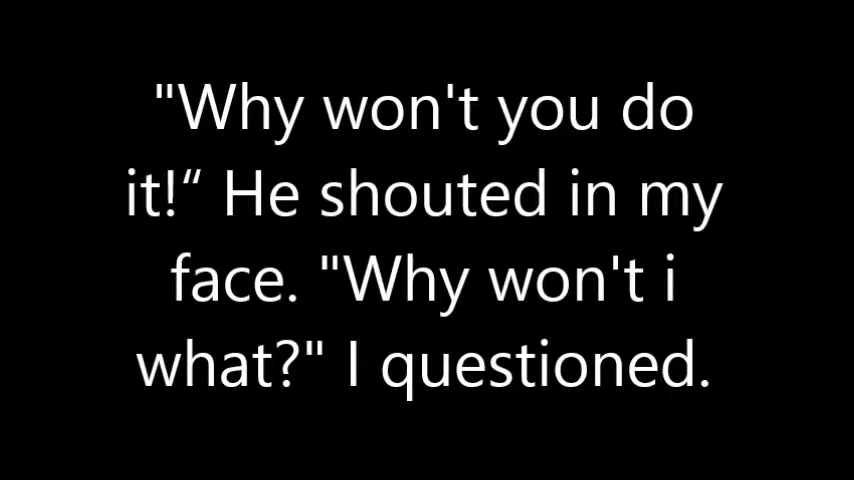 "Why won't you do
it!“ He shouted in my
face. "Why won't i
what?" I questioned.